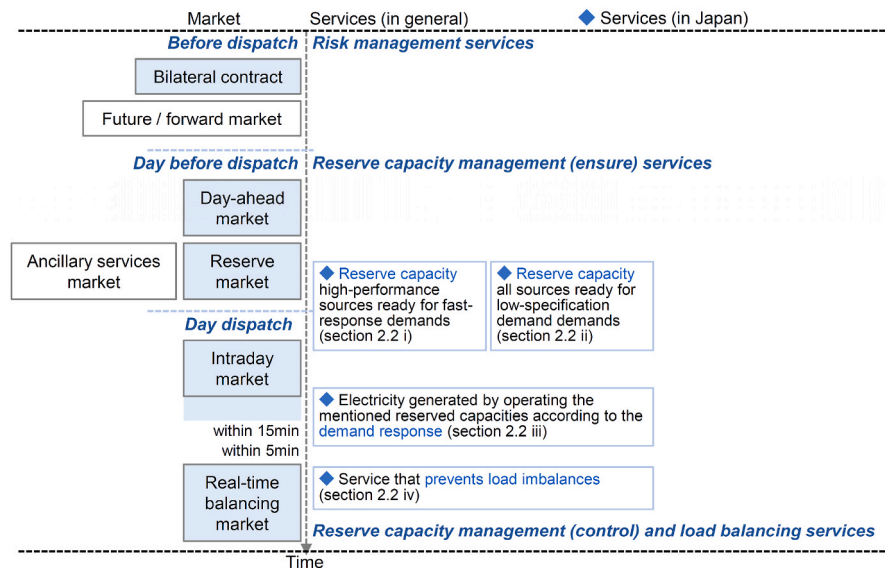 Market Services (in general) Services (in Japan)
Before dispatch Risk management services
Bilateral contract
Future / forward market
Day before dispatch Reserve capacity management (ensure) services
Day-ahead
market
Ancillary services
market
Reserve
market
Reserve capacity
high-performance
sources ready for fast-
response demands
(section 2.2 i)
Reserve capacity
all sources ready for
low-specification
demand demands
(section 2.2 ii)
Day dispatch
Intraday
market
Electricity generated by operating the
mentioned reserved capacities according to the
demand response (section 2.2 iii)
within 15min
within 5min
Real-time
balancing
market
Service that prevents load imbalances
(section 2.2 iv)
Reserve capacity management (control) and load balancing services
Time